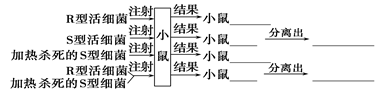 R型活细菌 注射 结果 小鼠
S型活细菌 注射 结果 小鼠 分离出
加热杀死的S型细菌 注射 结果 小鼠
R型活细菌 注射 结果 小鼠 分离出
加热杀死的S型细菌
小鼠